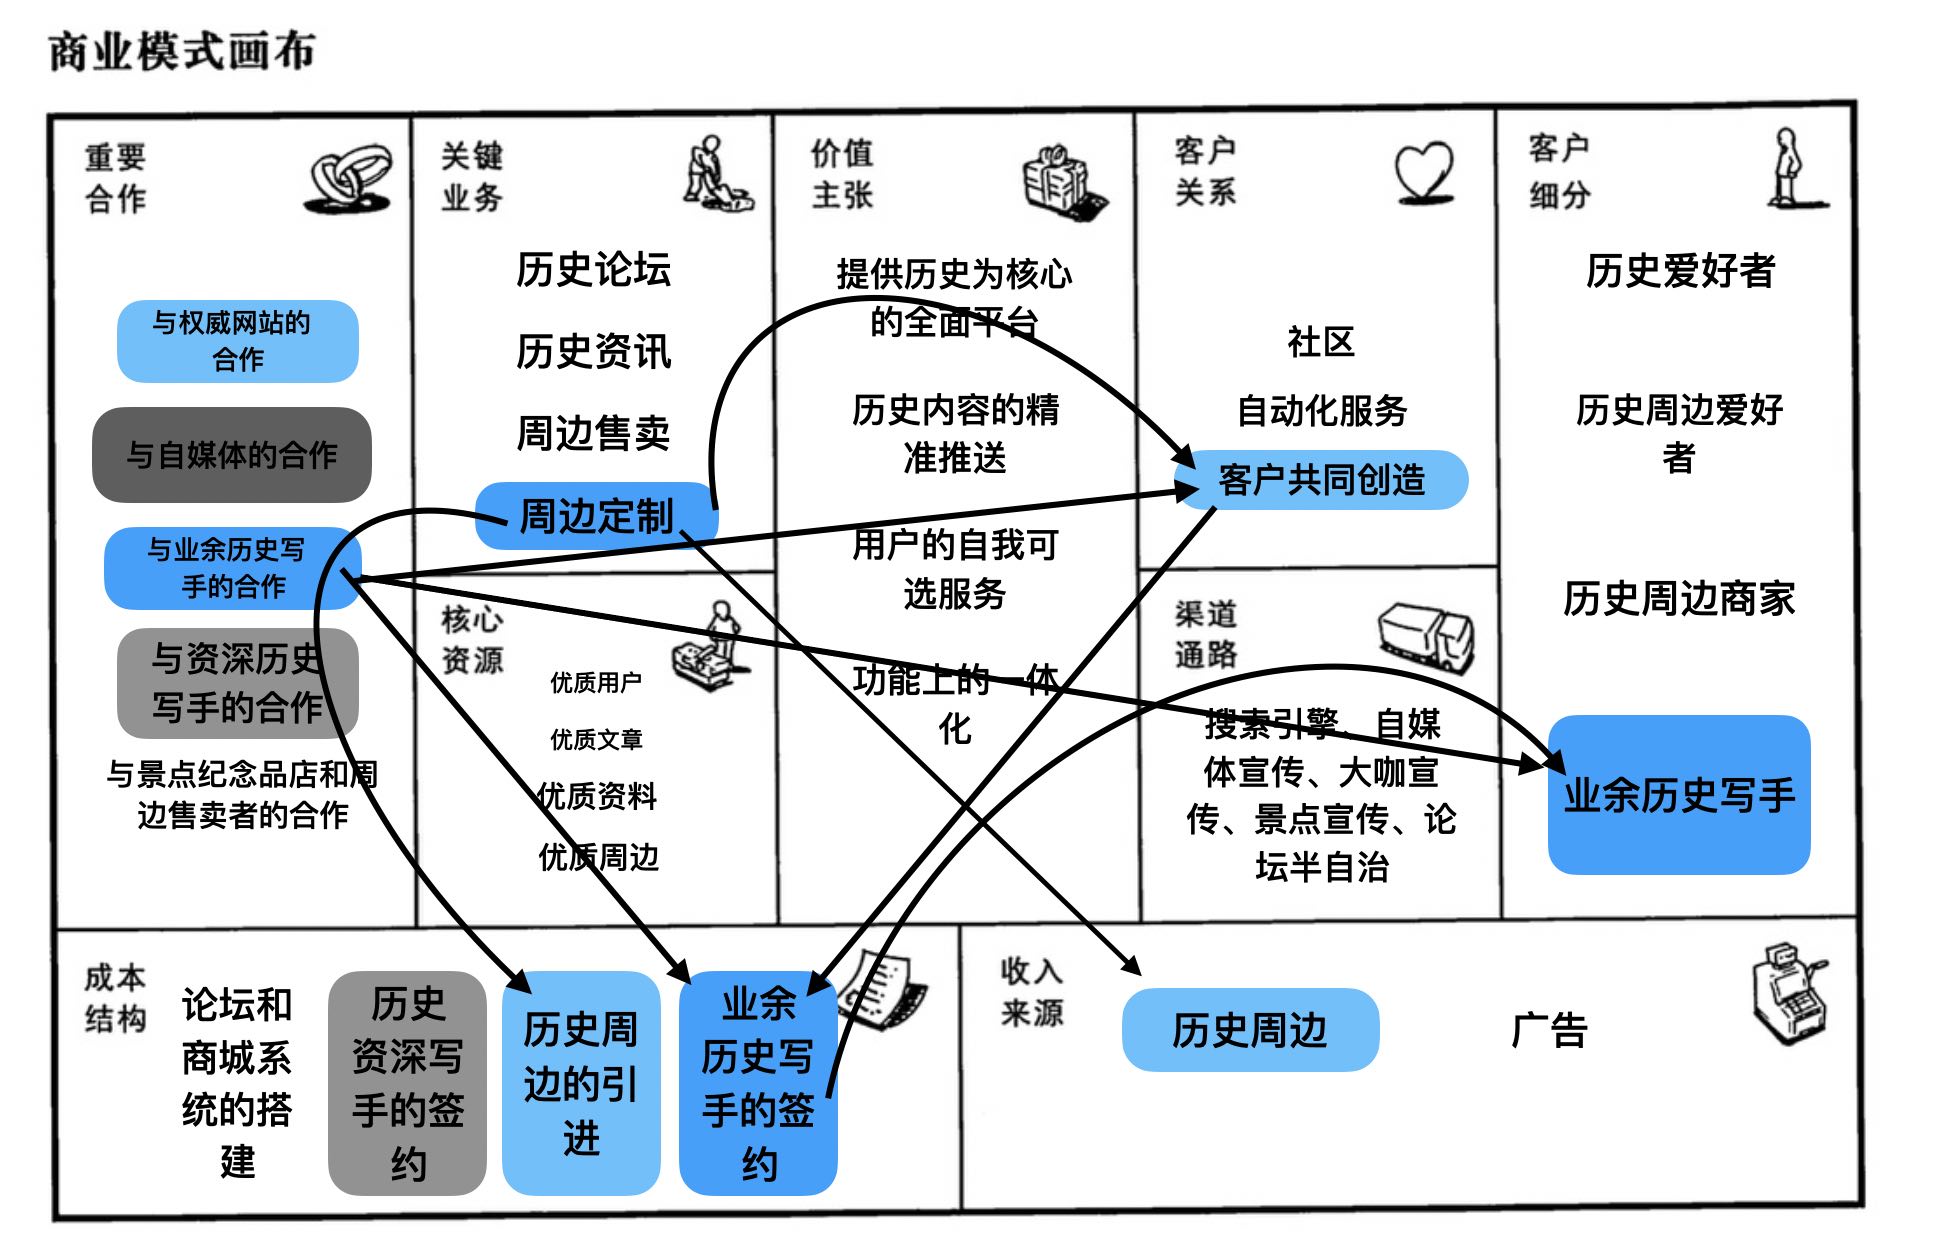 商业模式画布
重要
合作
与权威网站的
合作
与自媒体的合作
与业余历史写
手的合作
与资深历史
写手的合作
与景点纪念品店和周
边售卖者的合作
关键
业务
历史论坛
历史资讯
周边售卖
周边定制
核心
资源
优质用户
优质文章
优质资料
优质周边
价值
主张
提供历史为核心
的全面平台
历史内容的精
准推送
用户的自我可
选服务
功能上的一体
化
客户
关系
社区
自动化服务
客户共同创造
渠道
通路
搜索引擎、自媒
体宣传、大咖宣
传、景点宣传、论
坛半自治
客户
细分
历史爱好者
历史周边爱好
者
历史周边商家
业余历史写手
成本
结构
论坛和
商城系
统的搭
建
历史
资深写
手的签
约
历史周
边的引
进
业余
历史写
手的签
约
收入
来源
历史周边
广告